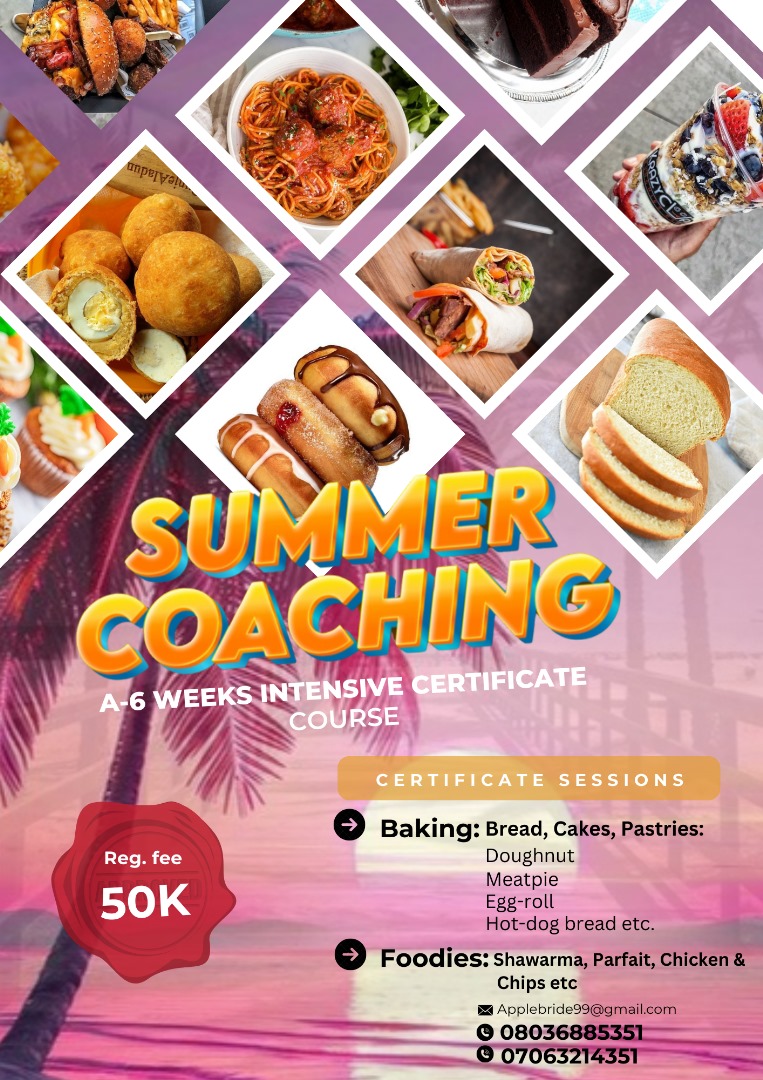 SUMMER
COACHING
A-6 WEEKS INTENSIVE CERTIFICATE
COURSE
CERTIFICATE SESSIONS
Baking: Bread, Cakes, Pastries:
Doughnut
Meatpie
Egg-roll
Hot-dog bread etc.
Reg. fee
50K
Foodies: Shawarma, Parfait, Chicken &
Chips etc
Applebride99@gmail.com
08036885351
07063214351